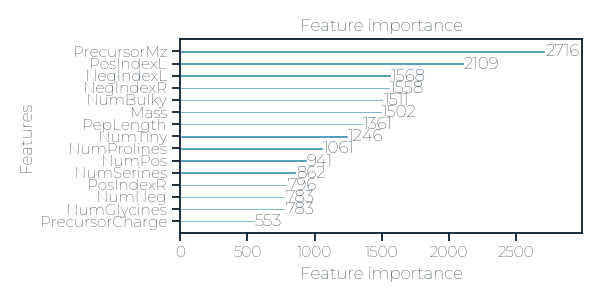 Feature importance
PrecursorMz 2716
PosIndexL 2109
NegIndexL 1568
NegIndexR 1558
NumBulky 1511
Mass 1502
PepLength 1361
NumTiny 1246
NumProlines 1061
NumPos 941
NumSerines 862
PosIndexR 796
NumNeg 783
NumGlycines 783
PrecursorCharge 553
Features
0 500 1000 1500 2000 2500
Feature importance